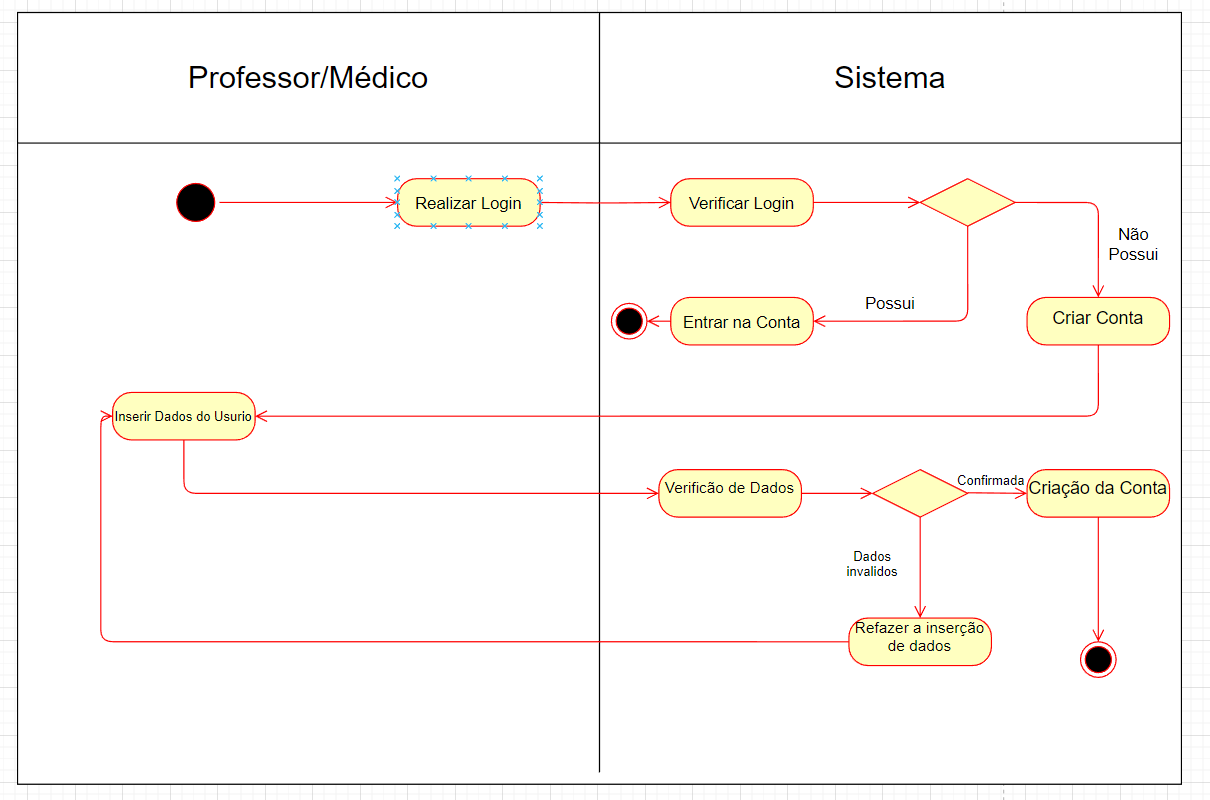 Professor/Médico
Sistema
Realizar Login
Verificar Login
Não
Possui
Possui
Entrar na Conta
Criar Conta
Inserir Dados do Usurio
Verificão de Dados
Confirmada
Criação da Conta
Dados
invalidos
Refazer a inserção
de dados